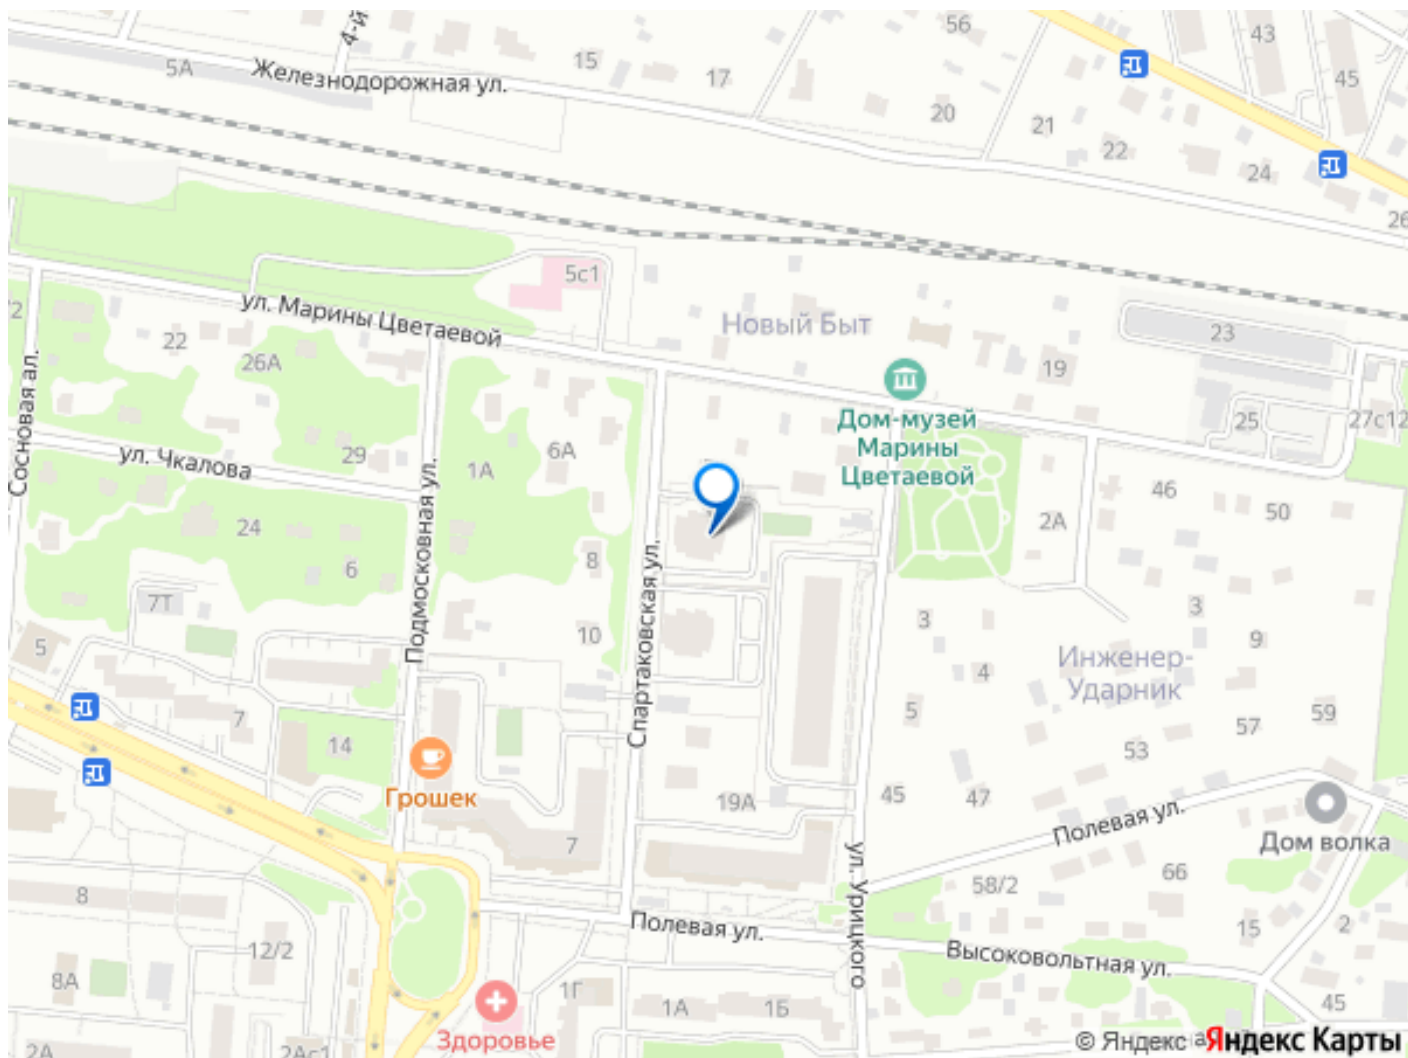 4-й
56
43
5А
Железнодорожная ул.
15
17
45
20
21
22
24
26
5с1
ул. Марины Цветаевой
Новый Быт
23
/2
22
26А
19
Сосновая ал.
Дом-музей
Марины
Цветаевой
25
27с12
ул. Чкалова
29
1А
6А
46
50
2А
24
6
Подмосковная ул.
8
Спартаковская ул.
7Т
5
10
3
3
9
4
Инженер-
Ударник
5
7
14
57
59
53
Грошек
19А
45
47
Полевая ул.
Дом волка
7
ул. Урицкого
66
58/2
8
12/2
Полевая ул.
15
2
Высоковольтная ул.
8А
1Г
1А
1Б
45
Здоровье
2А
2Ас1
© Яндекс Яндекс Карты